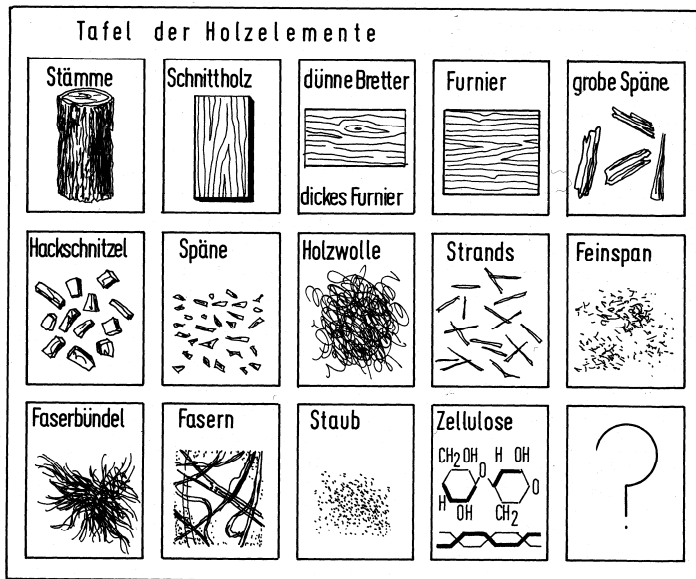 Tafel der Holzelemente
Stämme
Schnittholz
dünne Bretter
dickes Furnier
Furnier
grobe Späne
Hackschnitzel
Späne
Holzwolle
Strands
Feinspan
Faserbündel
Fasern
Staub
Zellulose
CH2 OH H OH
O O
H OH CH2
?